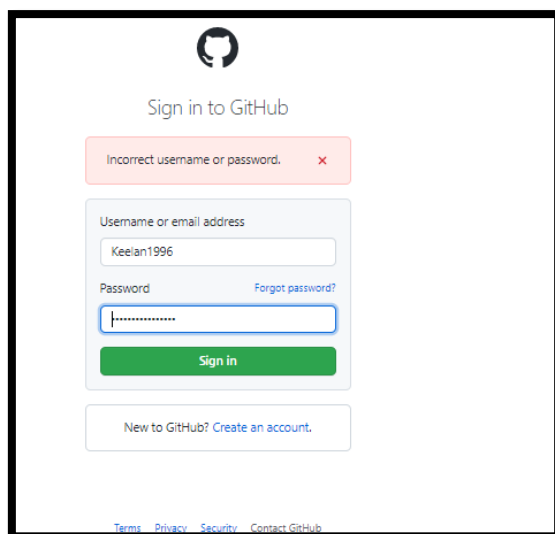 Sign in to GitHub
Incorrect username or password. ×
Username or email address
Keelan1996
Password Forgot password?
•••••••••••••••
Sign in
New to GitHub? Create an account.
Terms Privacy Security Contact GitHub